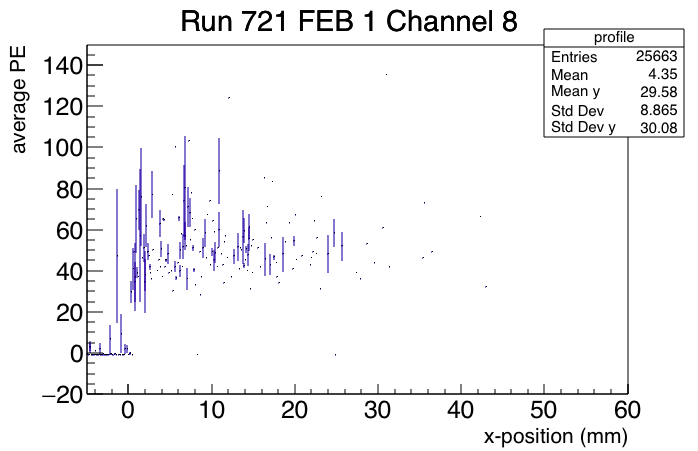 Run 721 FEB 1 Channel 8
profile
Entries 25663
Mean 4.35
Mean y 29.58
Std Dev 8.865
Std Dev y 30.08
average PE
140
120
100
80
60
40
20
0
−20
0 10 20 30 40 50 60
x-position (mm)